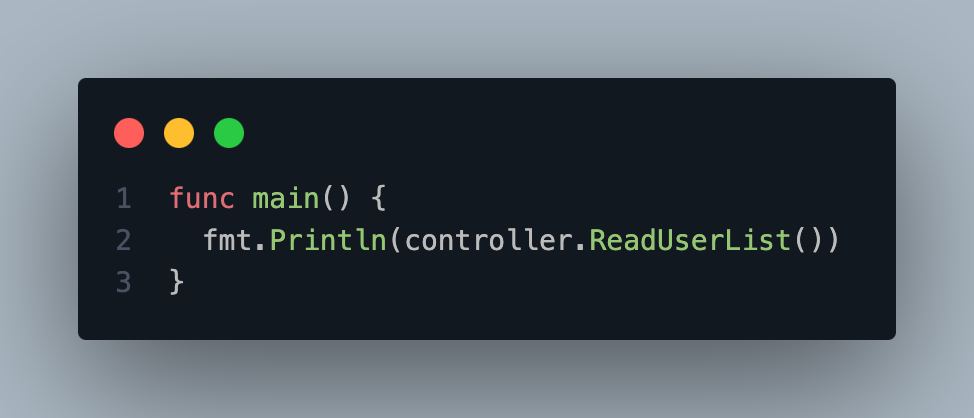 1 func main() {
2   fmt.Println(controller.ReadUserList())
3 }